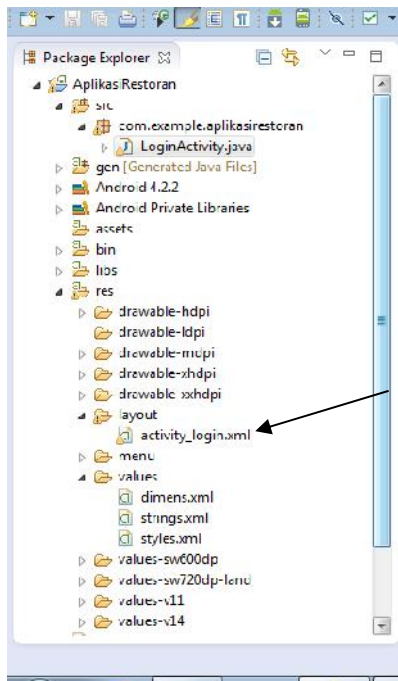 Package Explorer
AplikasiRestoran
src
com.example.aplikasirestoran
LoginActivity.java
gen [Generated Java Files]
Android 4.2.2
Android Private Libraries
assets
bin
libs
res
drawable-hdpi
drawable-ldpi
drawable-mdpi
drawable-xhdpi
drawable-xxhdpi
layout
activity_login.xml
menu
values
dimens.xml
strings.xml
styles.xml
values-sw600dp
values-sw720dp-land
values-v11
values-v14